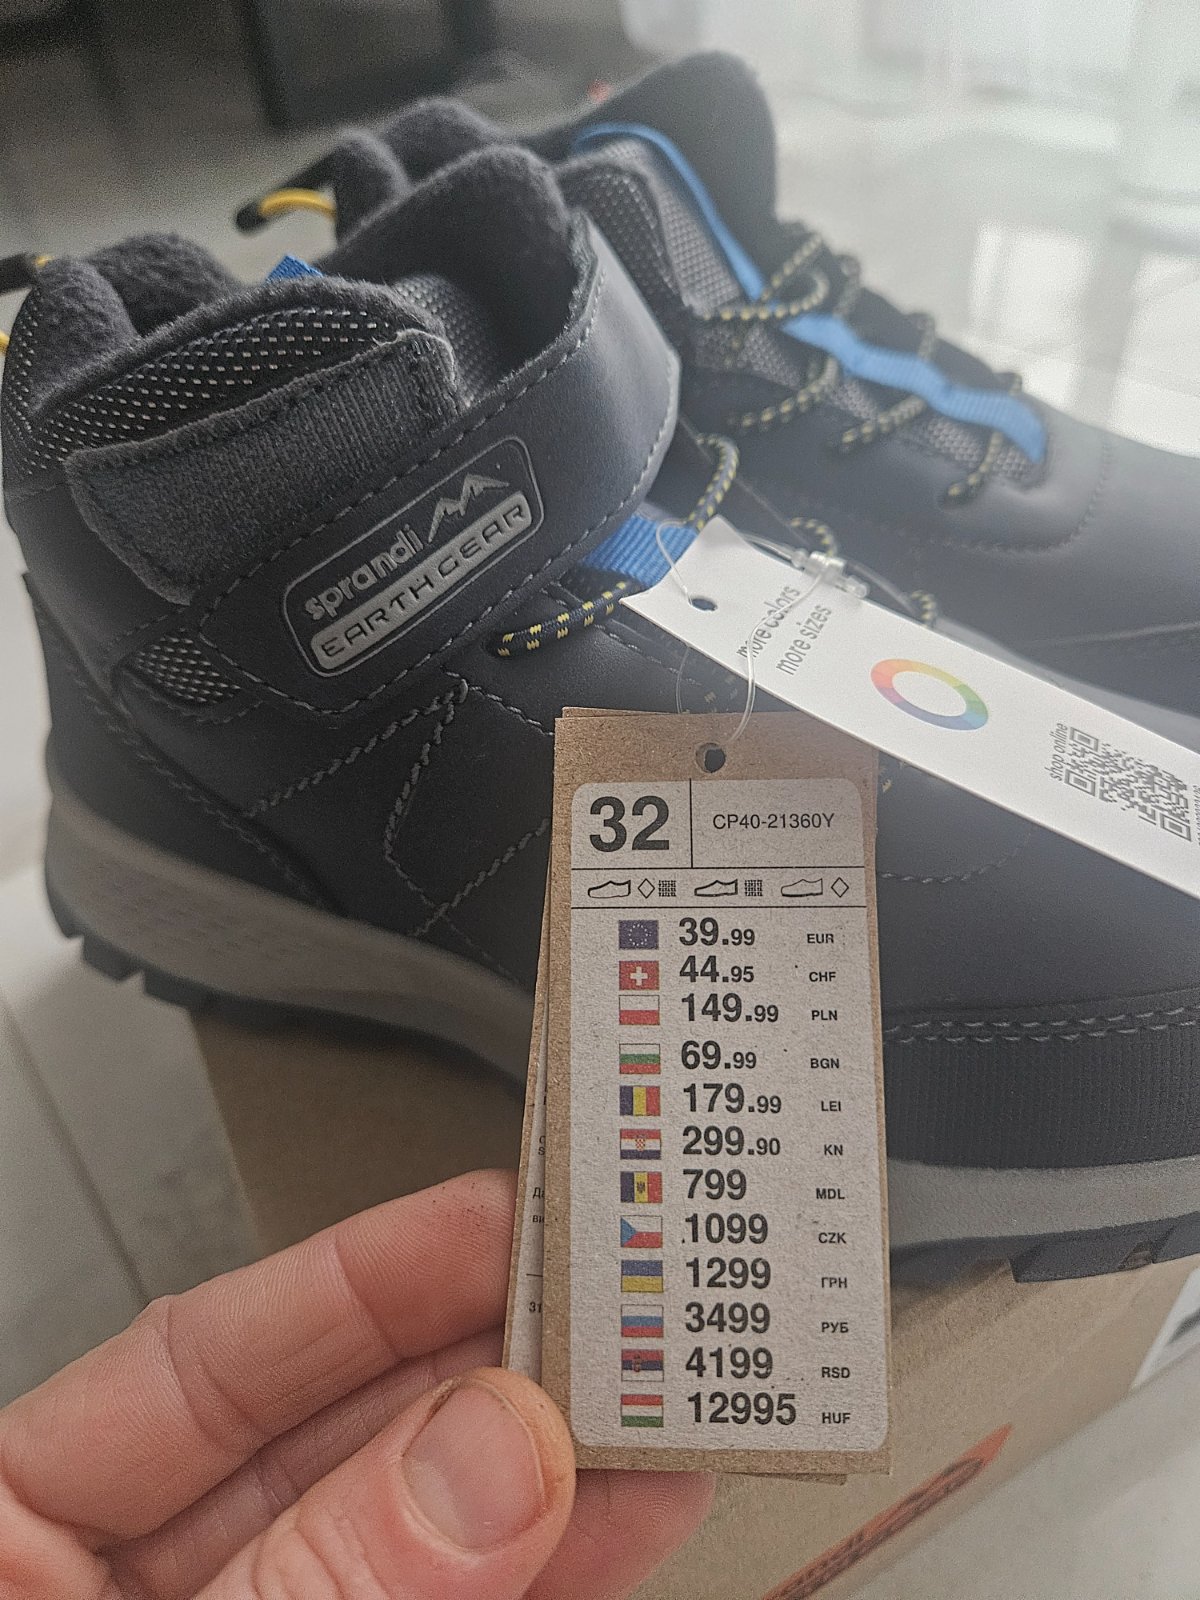 sprandi
EARTH GEAR
more colors
more sizes
shop online
32
CP40-21360Y
39.99 EUR
44.95 CHF
149.99 PLN
69.99 BGN
179.99 LEI
299.90 KN
799 MDL
1099 CZK
1299 ГРН
3499 РУБ
4199 RSD
12995 HUF